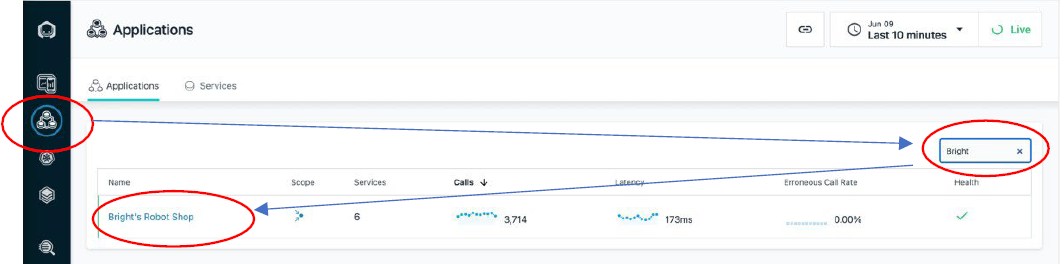 Applications
Jun 09
Last 10 minutes
Live
Applications
Services
Bright
Name Scope Services Calls Latency Erroneous Call Rate Health
Bright's Robot Shop 6 3,714 173ms 0.00%